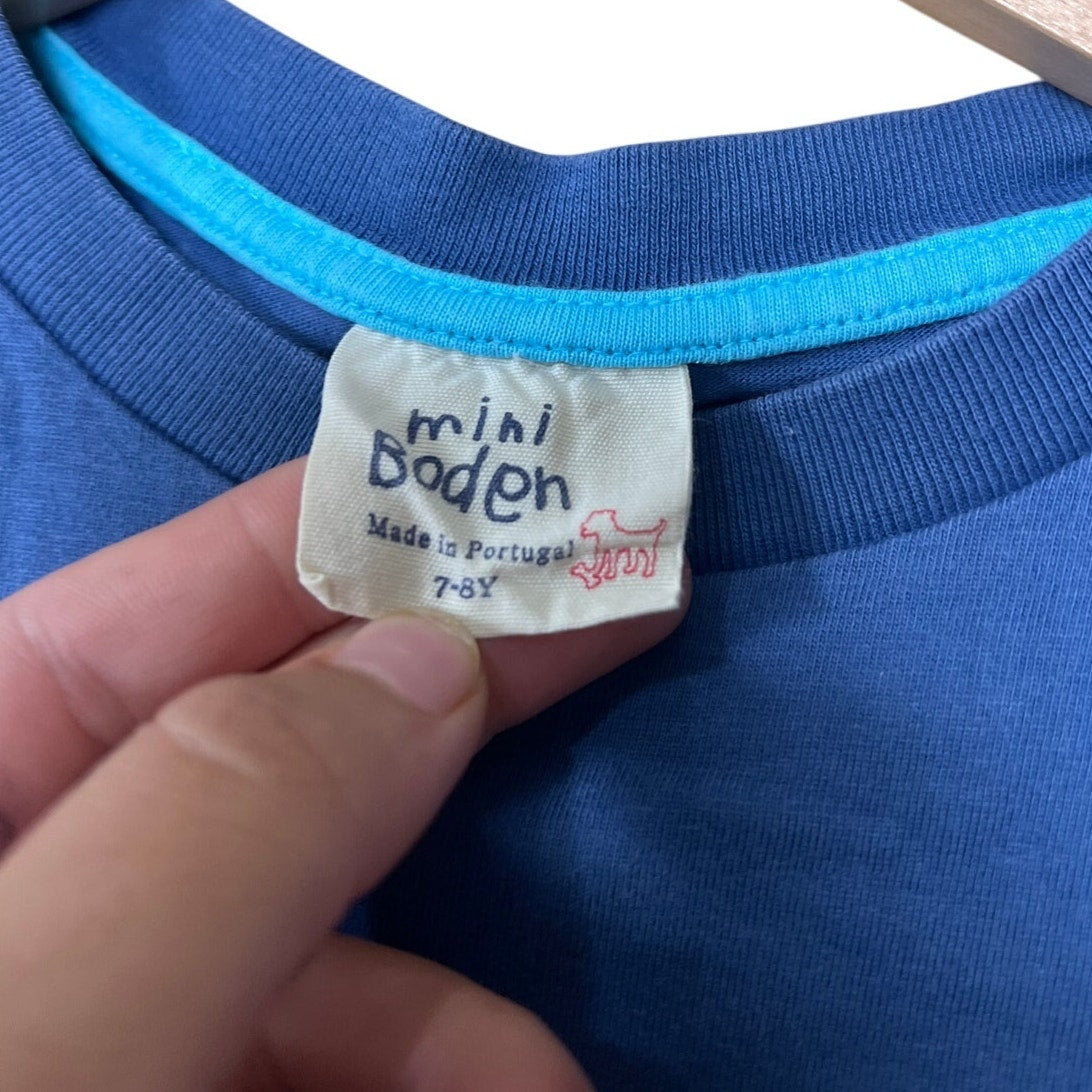 mini
Boden
Made in Portugal
7-8Y